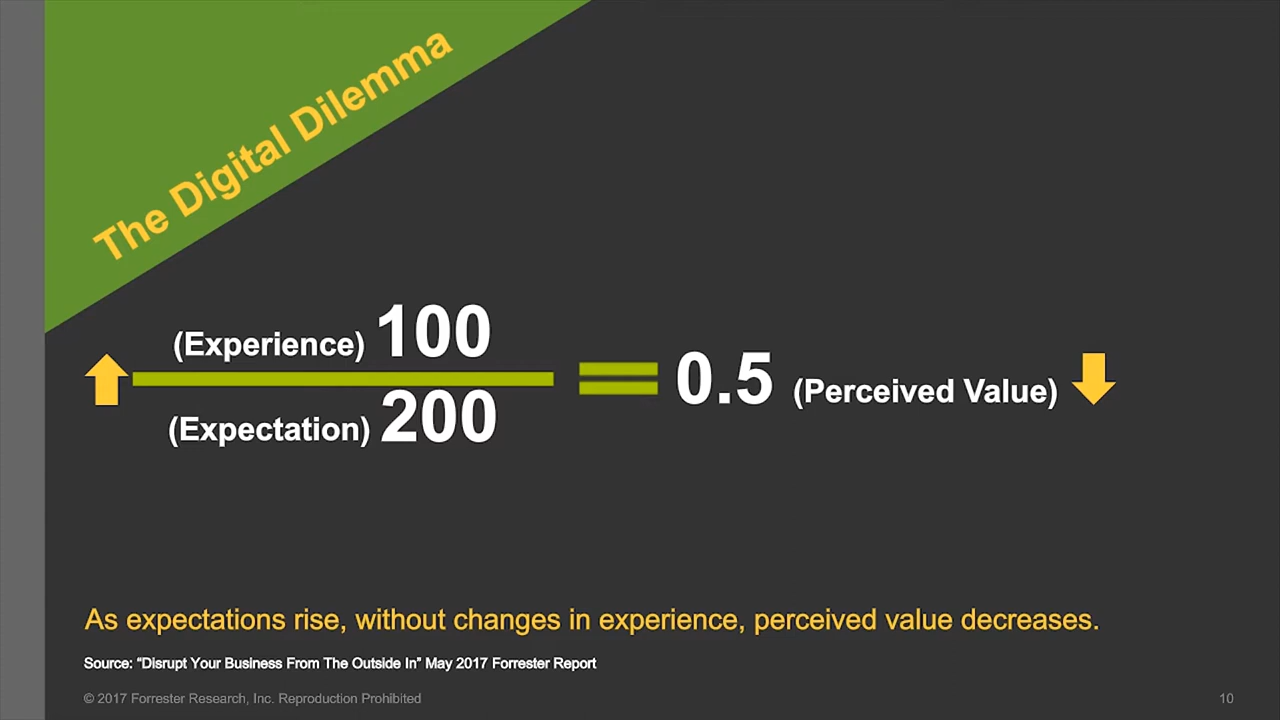 The Digital Dilemma
(Experience) 100
(Expectation) 200
= 0.5 (Perceived Value)
As expectations rise, without changes in experience, perceived value decreases.
Source: “Disrupt Your Business From The Outside In” May 2017 Forrester Report
© 2017 Forrester Research, Inc. Reproduction Prohibited
10